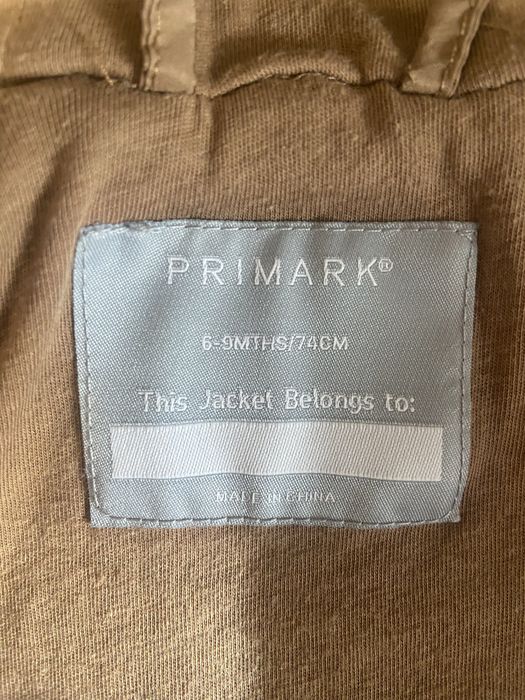 PRIMARK®
6-9MTHS/74CM
This Jacket Belongs to:
MADE IN CHINA